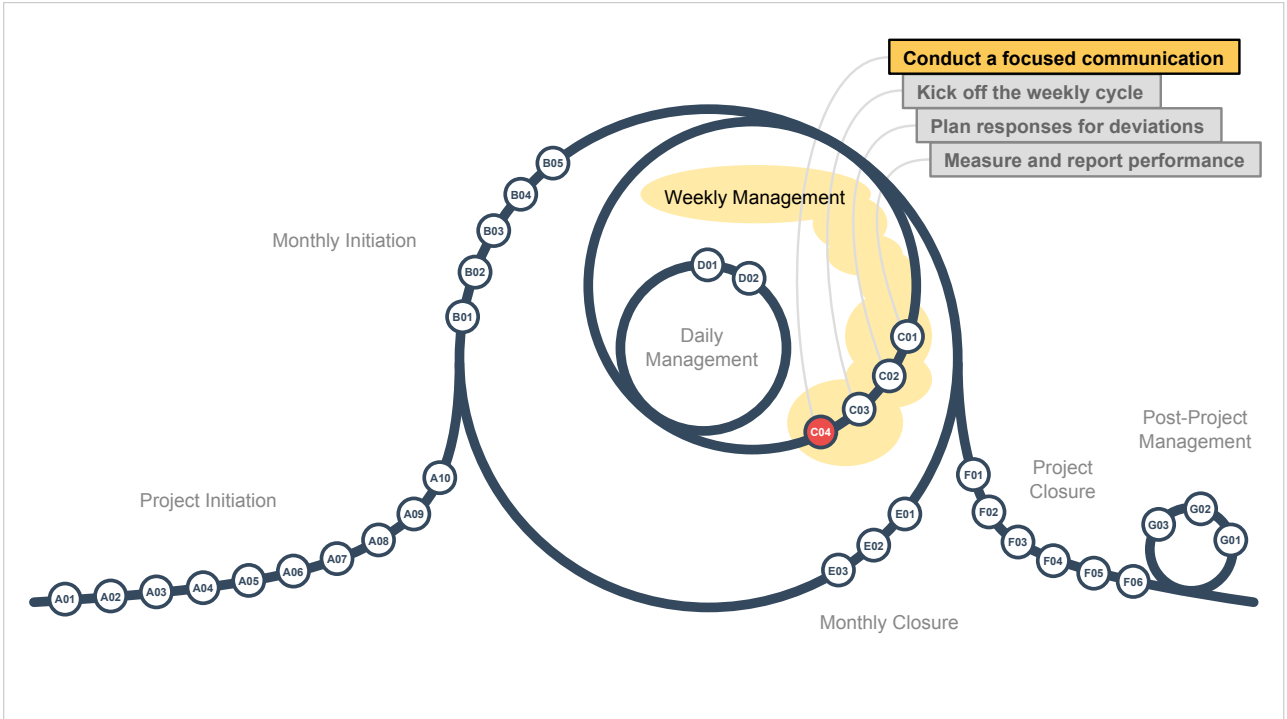 Conduct a focused communication
Kick off the weekly cycle
Plan responses for deviations
Measure and report performance
Weekly Management
Monthly Initiation
B05
B04
B03
B02
B01
D01
D02
Daily
Management
C01
C02
C03
C04
Project Initiation
A10
A09
A08
A07
A06
A05
A04
A03
A02
A01
E01
E02
E03
Monthly Closure
Project
Closure
F01
F02
F03
F04
F05
F06
Post-Project
Management
G03
G02
G01